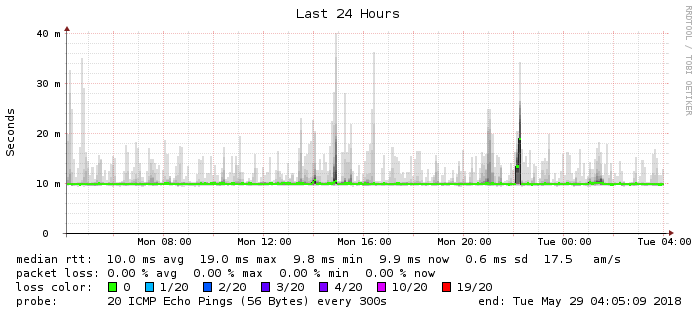 Last 24 Hours
RRDTOOL / TOBI OETIKER
Seconds
40 m
30 m
20 m
10 m
0
Mon 08:00 Mon 12:00 Mon 16:00 Mon 20:00 Tue 00:00 Tue 04:00
median rtt: 10.0 ms avg 19.0 ms max 9.8 ms min 9.9 ms now 0.6 ms sd 17.5 am/s
packet loss: 0.00 % avg 0.00 % max 0.00 % min 0.00 % now
loss color: 0 1/20 2/20 3/20 4/20 10/20 19/20
probe: 20 ICMP Echo Pings (56 Bytes) every 300s end: Tue May 29 04:05:09 2018